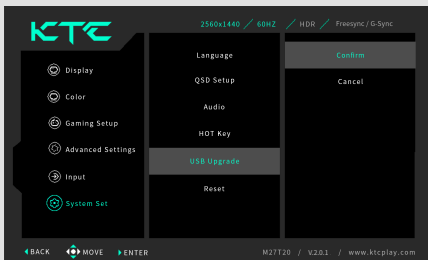 KTC
2560x1440 / 60HZ / HDR / Freesync / G-Sync
Display
Color
Gaming Setup
Advanced Settings
Input
System Set
Language
QSD Setup
Audio
HOT Key
USB Upgrade
Reset
Confirm
Cancel
BACK MOVE ENTER
M27T20 / V.2.0.1 / www.ktcplay.com